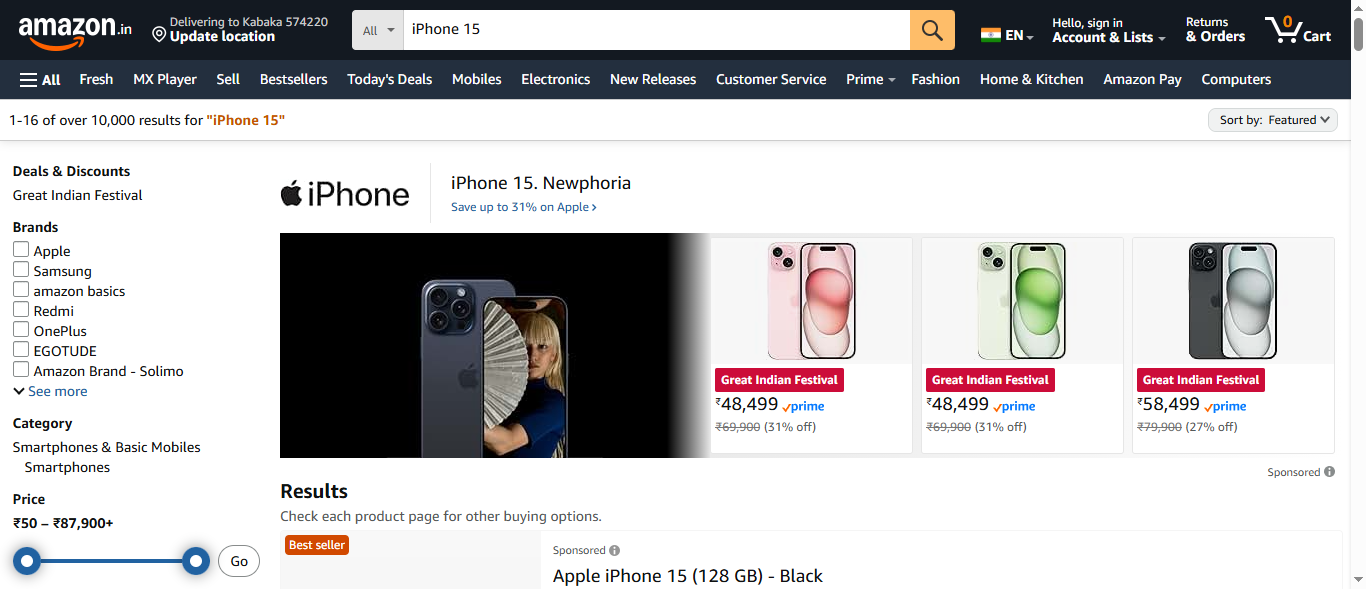 amazon.in
Delivering to Kabaka 574220
Update location
All
iPhone 15
EN
Hello, sign in
Account & Lists
Returns
& Orders
0
Cart
All Fresh MX Player Sell Bestsellers Today's Deals Mobiles Electronics New Releases Customer Service Prime Fashion Home & Kitchen Amazon Pay Computers
1-16 of over 10,000 results for "iPhone 15"
Sort by: Featured
Deals & Discounts
Great Indian Festival
Brands
Apple
Samsung
amazon basics
Redmi
OnePlus
EGOTUDE
Amazon Brand - Solimo
See more
Category
Smartphones & Basic Mobiles
Smartphones
Price
₹50 – ₹87,900+
Go
iPhone
iPhone 15. Newphoria
Save up to 31% on Apple ›
Great Indian Festival
₹48,499 prime
₹69,900 (31% off)
Great Indian Festival
₹48,499 prime
₹69,900 (31% off)
Great Indian Festival
₹58,499 prime
₹79,900 (27% off)
Sponsored
Results
Check each product page for other buying options.
Best seller
Sponsored
Apple iPhone 15 (128 GB) - Black